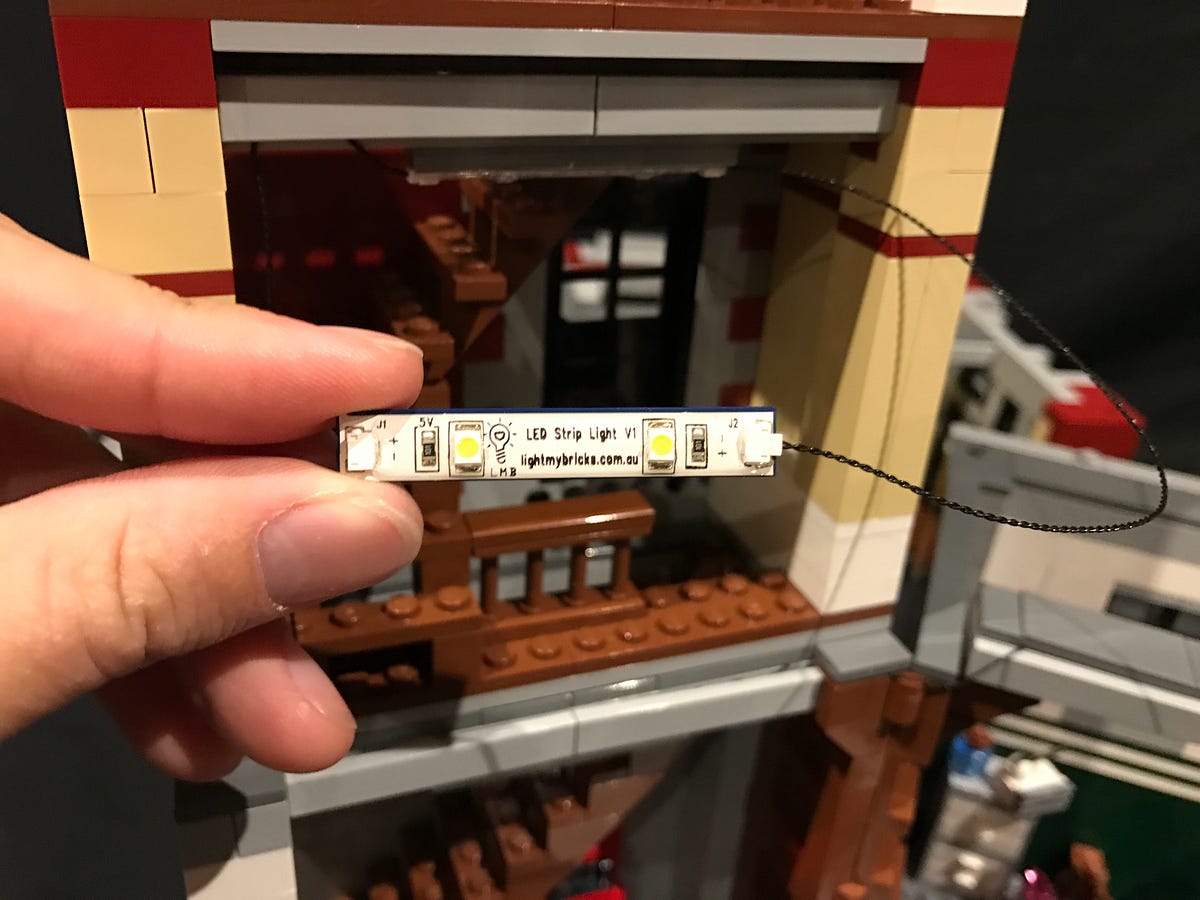 J1
5V
+
-
LMB
LED Strip Light V1
lightmybricks.com.au
J2
+
-